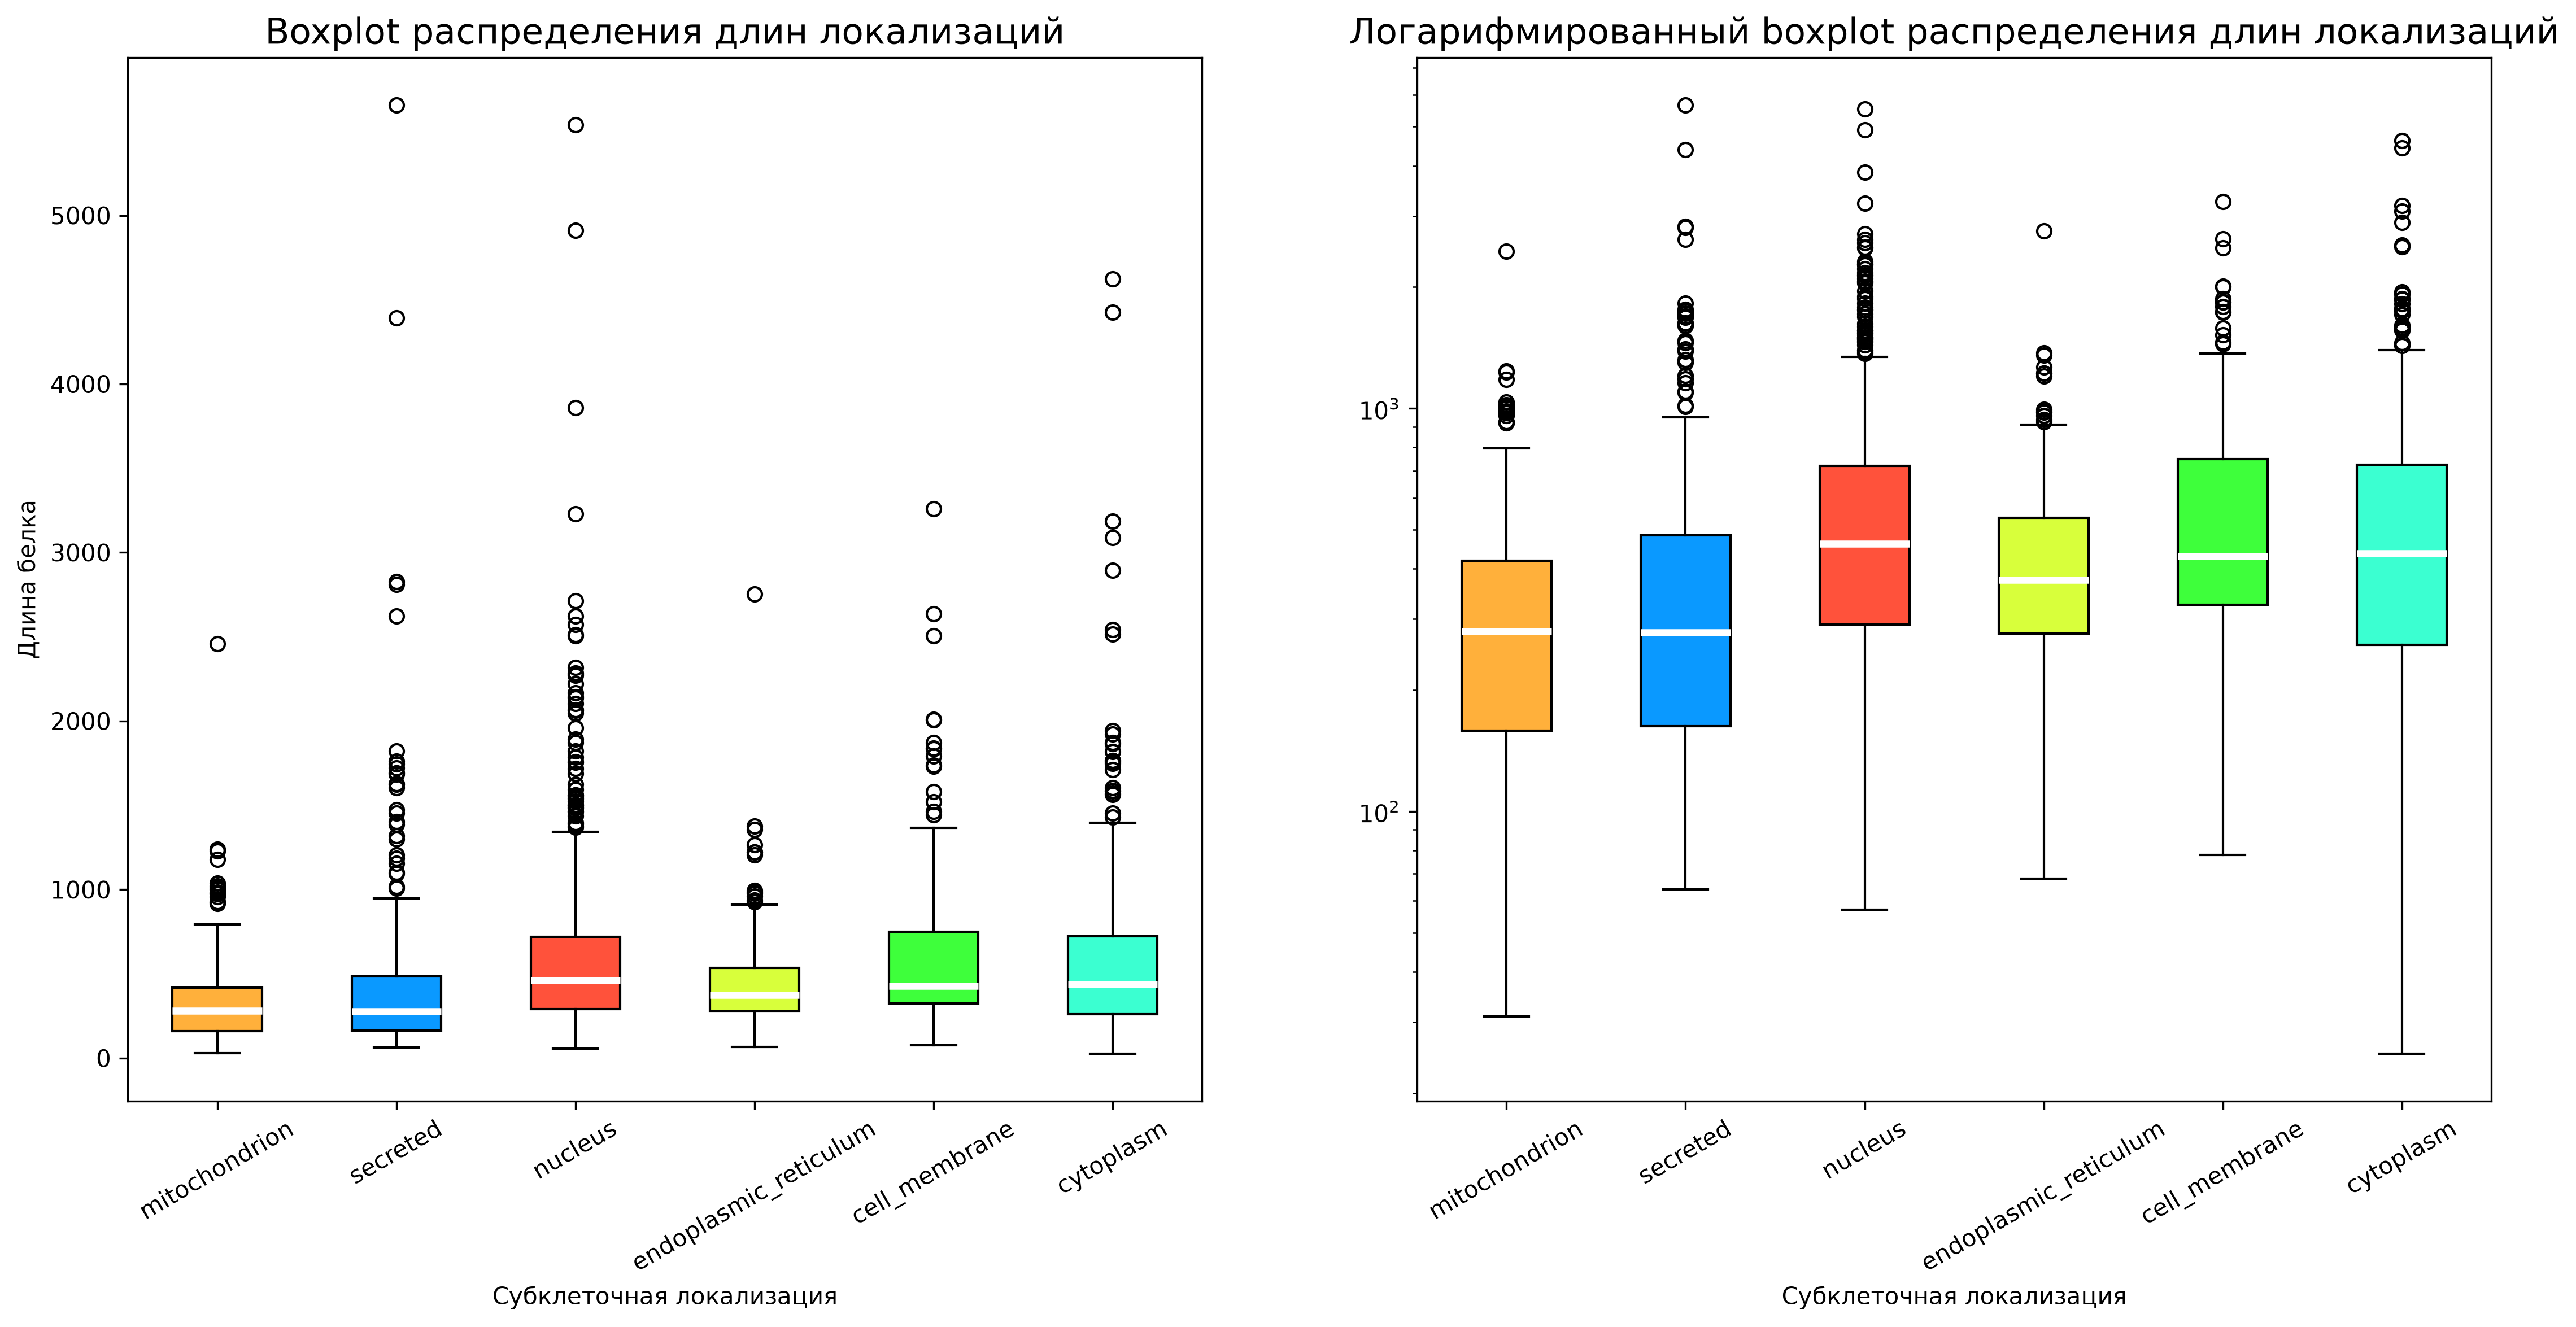 Boxplot распределения длин локализаций
Длина белка
5000
4000
3000
2000
1000
0
mitochondrion
secreted
nucleus
endoplasmic_reticulum
cell_membrane
cytoplasm
Субклеточная локализация
Логарифмированный boxplot распределения длин локализаций
10³
10²
mitochondrion
secreted
nucleus
endoplasmic_reticulum
cell_membrane
cytoplasm
Субклеточная локализация